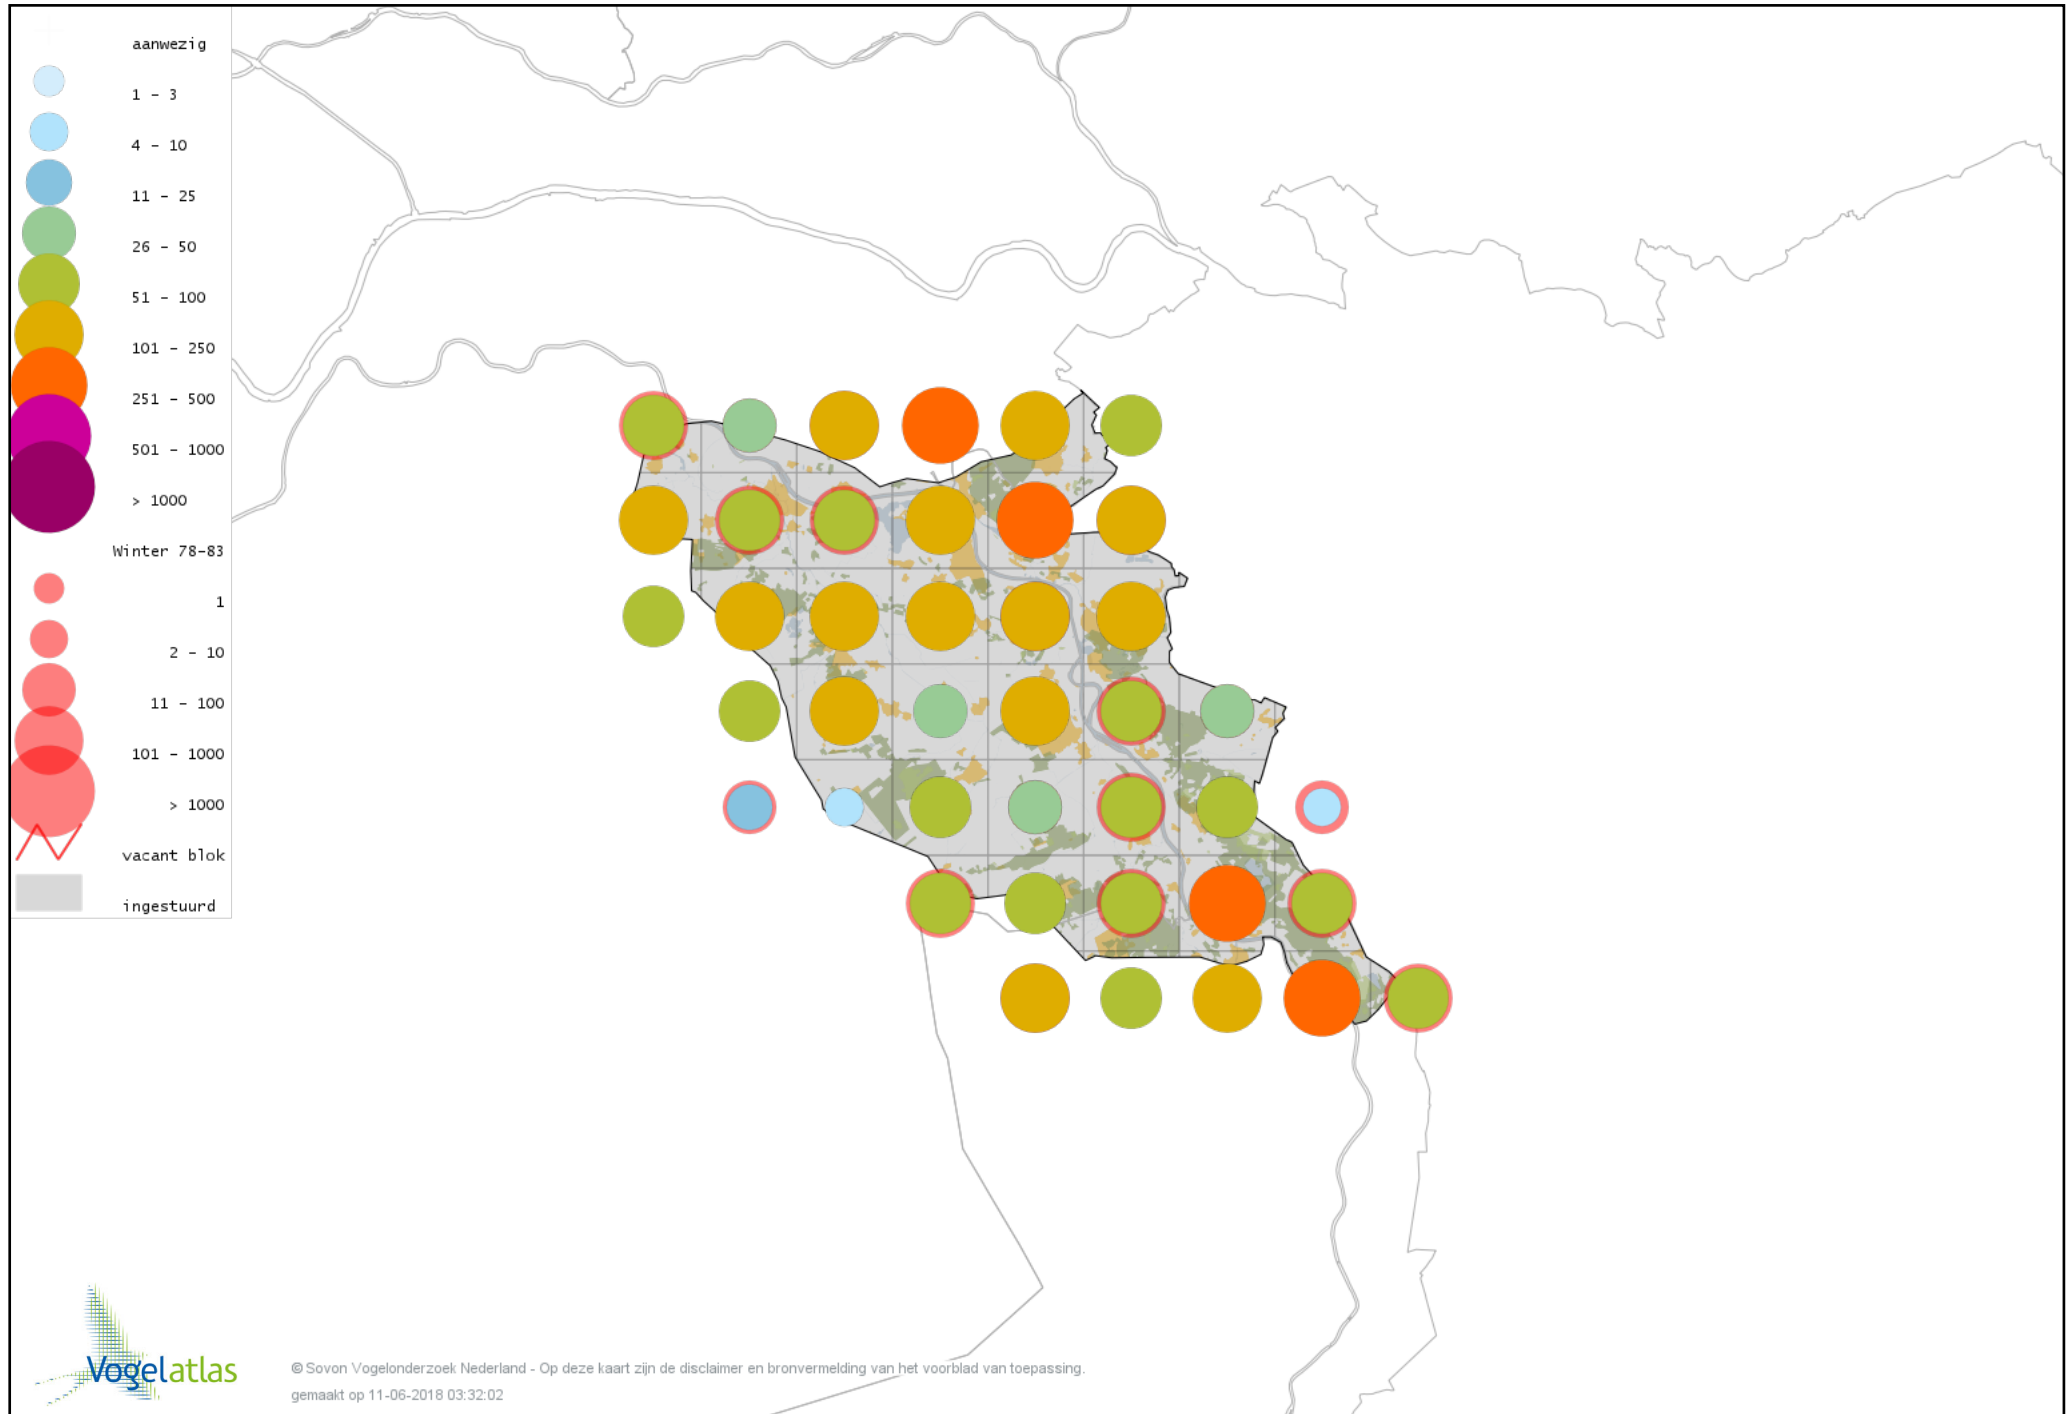 aanwezig
1 - 3
4 - 10
11 - 25
26 - 50
51 - 100
101 - 250
251 - 500
501 - 1000
> 1000
Winter 78-83
1
2 - 10
11 - 100
101 - 1000
> 1000
vacant blok
ingestuurd
Vogelatlas
© Sovon Vogelonderzoek Nederland - Op deze kaart zijn de disclaimer en bronvermelding van het voorblad van toepassing.
gemaakt op 11-06-2018 03:32:02